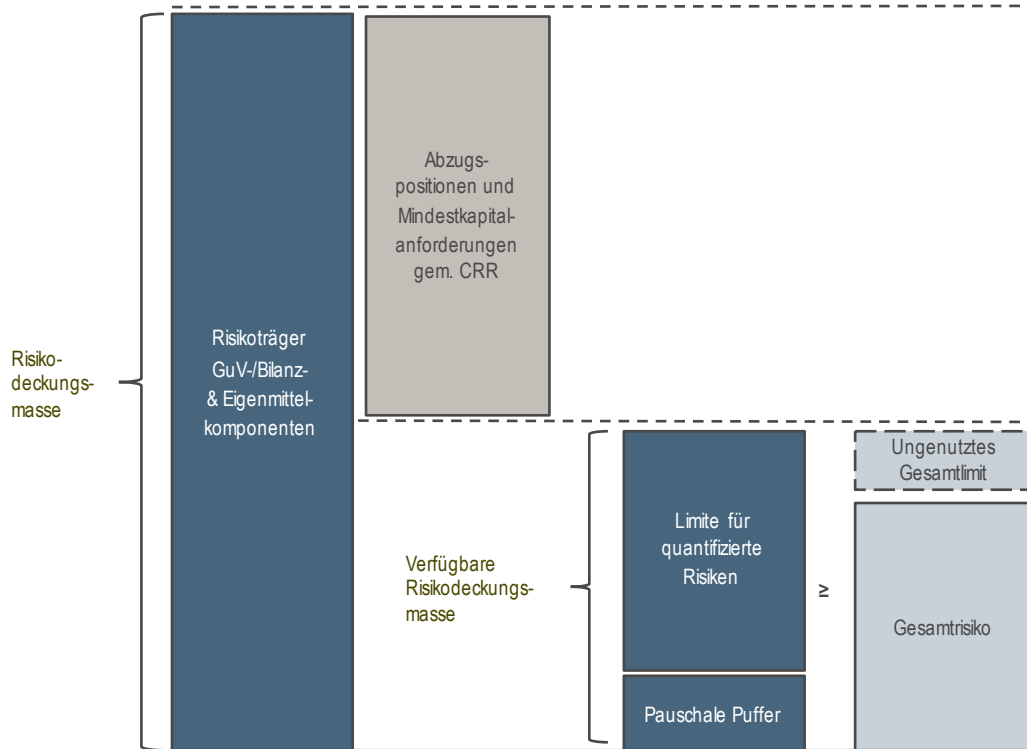 Risiko-
deckungs-
masse
Risikoträger
GuV-/Bilanz-
& Eigenmittel-
komponenten
Abzugs-
positionen und
Mindestkapital-
anforderungen
gem. CRR
Verfügbare
Risikodeckungs-
masse
Limite für
quantifizierte
Risiken
Pauschale Puffer
≥
Ungenutztes
Gesamtlimit
Gesamtrisiko